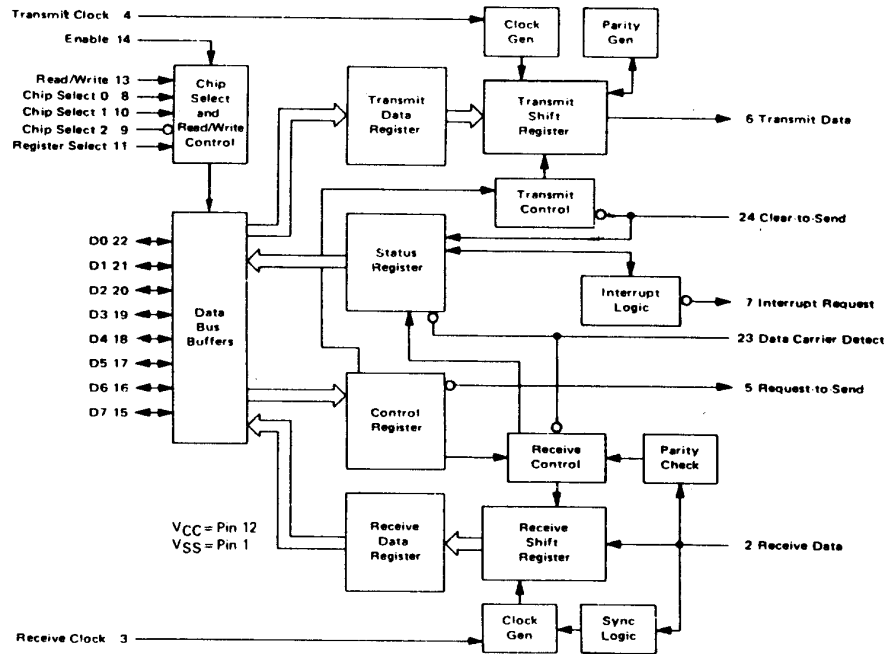 Transmit Clock 4
Clock
Gen
Parity
Gen
Enable 14
Read/Write 13
Chip Select 0 8
Chip Select 1 10
Chip Select 2 9
Register Select 11
Chip
Select
and
Read/Write
Control
Transmit
Data
Register
Transmit
Shift
Register
6 Transmit Data
Transmit
Control
24 Clear-to-Send
D0 22
D1 21
D2 20
D3 19
D4 18
D5 17
D6 16
D7 15
Data
Bus
Buffers
Status
Register
Interrupt
Logic
7 Interrupt Request
23 Data Carrier Detect
Control
Register
5 Request-to-Send
Receive
Control
Parity
Check
VCC = Pin 12
VSS = Pin 1
Receive
Data
Register
Receive
Shift
Register
2 Receive Data
Receive Clock 3
Clock
Gen
Sync
Logic